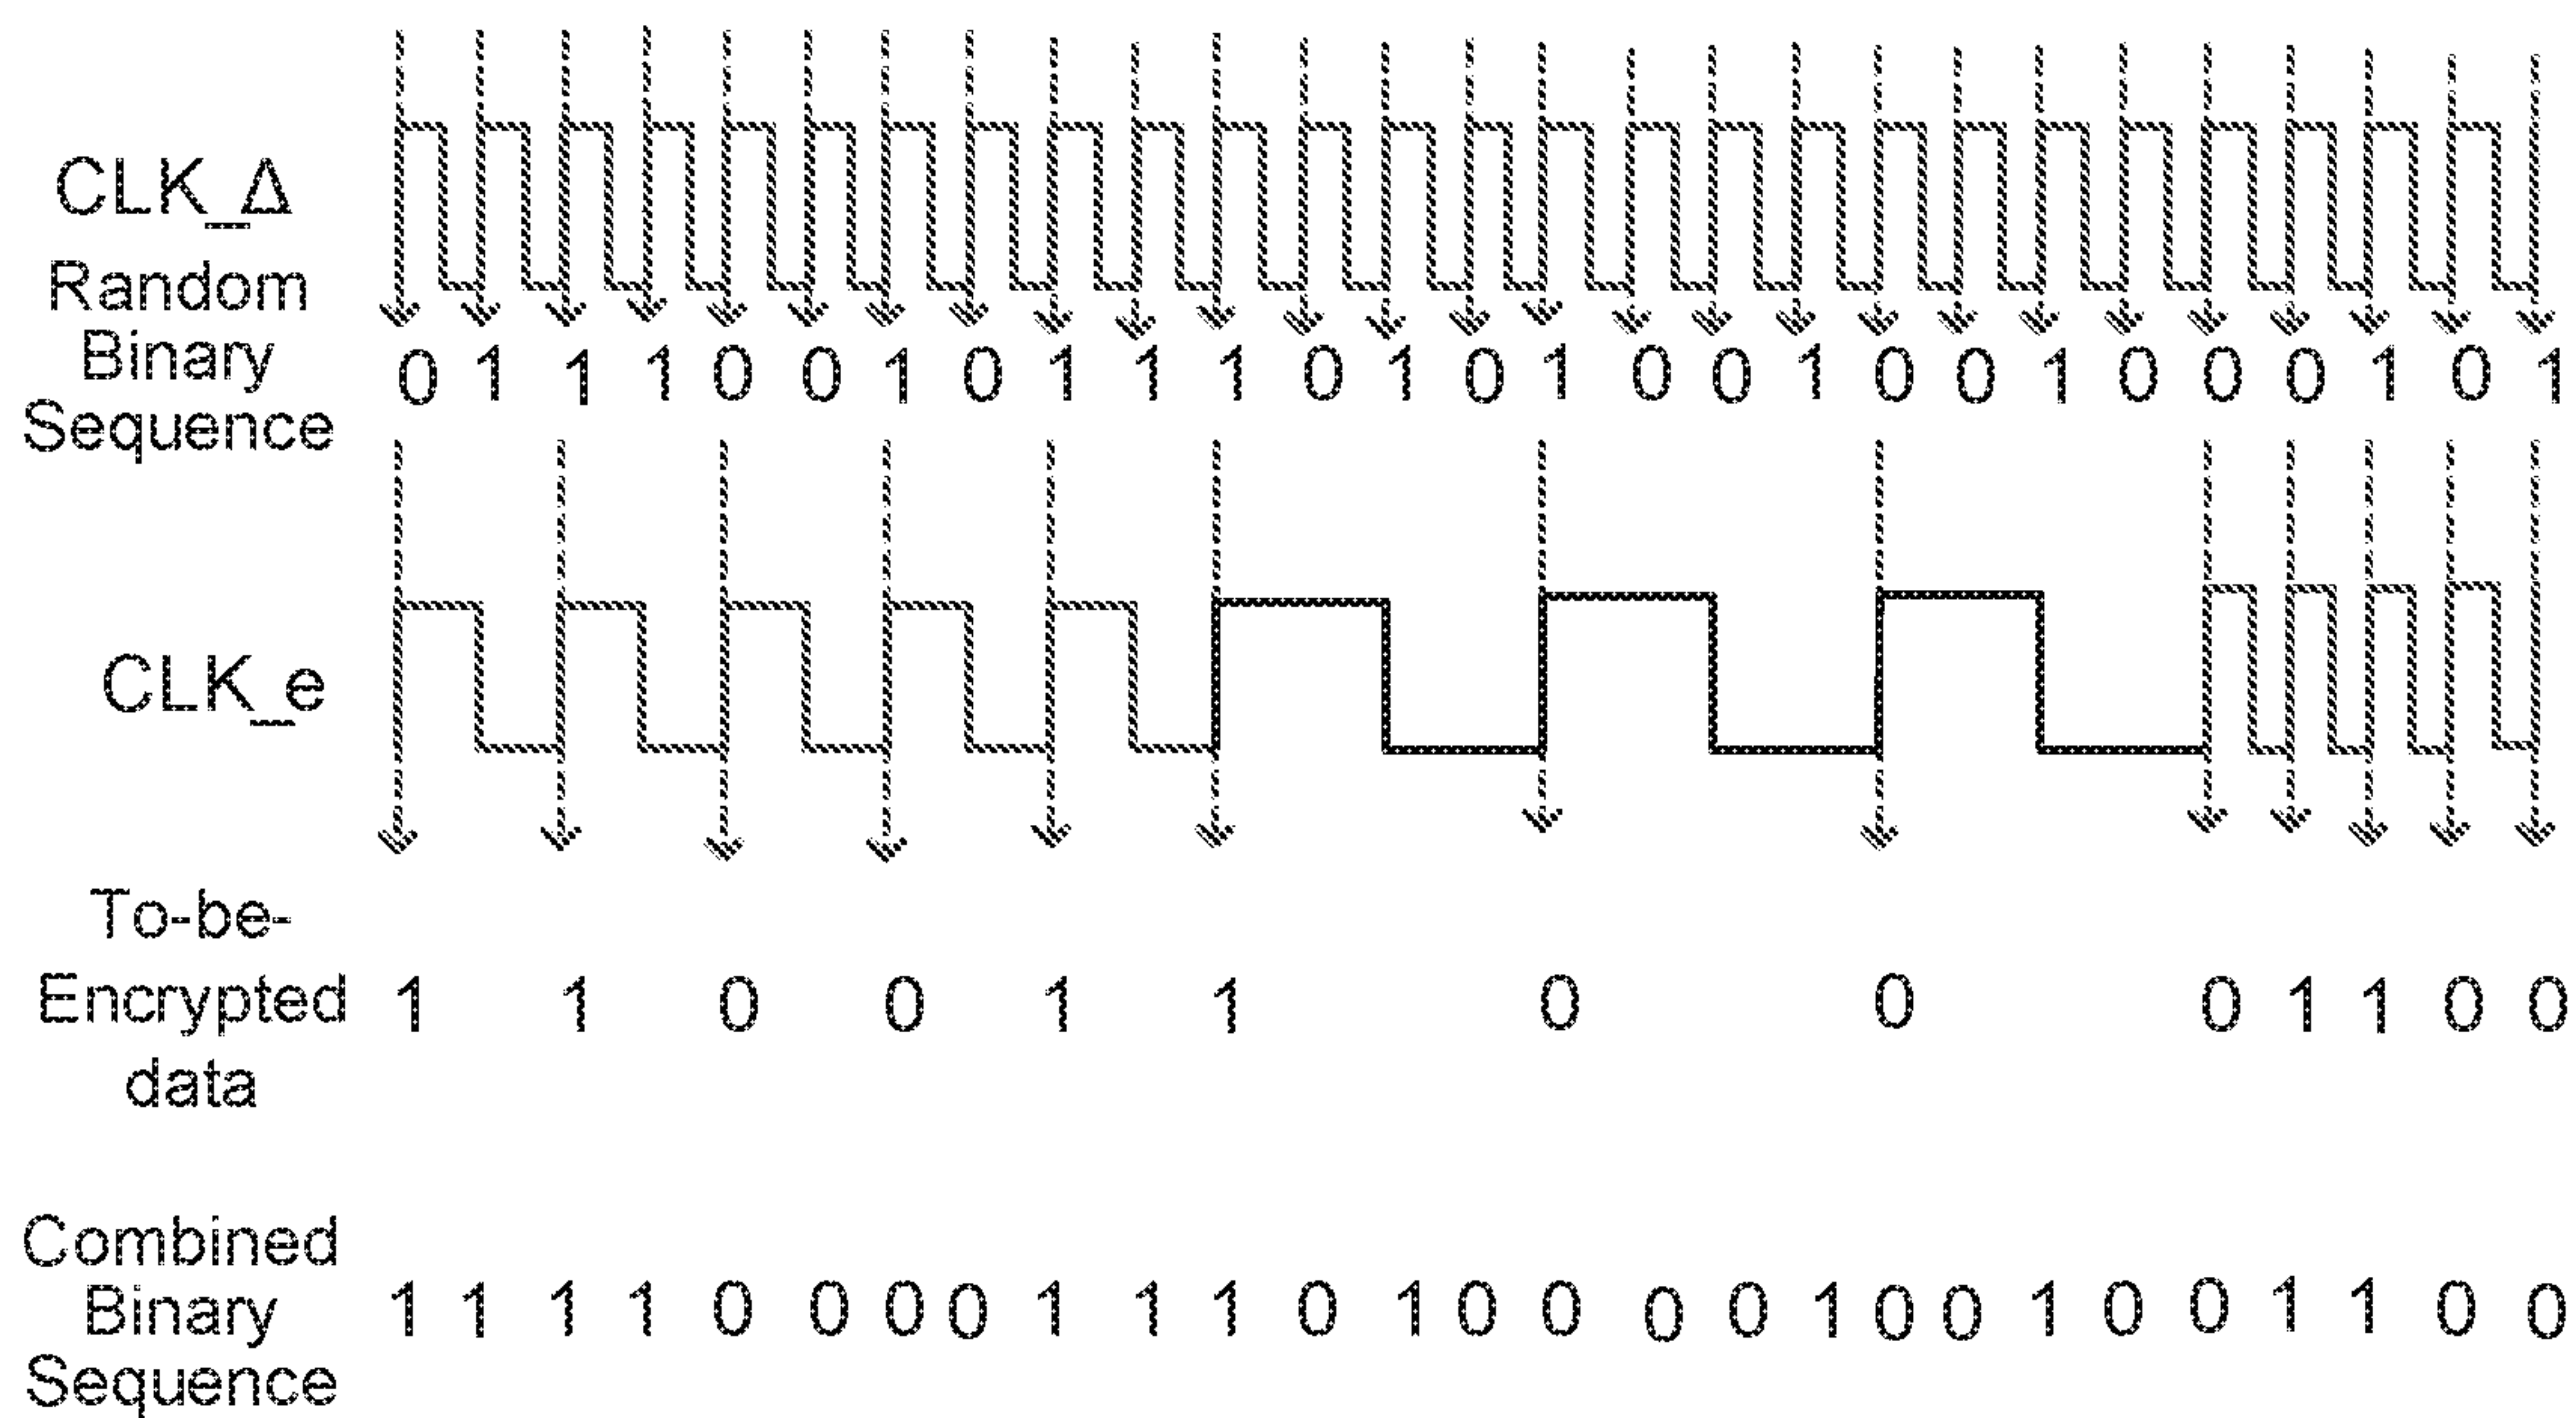 CLK_Δ
Random
Binary
Sequence
0 1 1 1 0 0 1 0 1 1 1 0 1 0 1 0 0 1 0 0 1 0 0 0 1 0 1
CLK_e
To-be-
Encrypted
data
1 1 0 0 1 1 0 0 0 1 1 0 0
Combined
Binary
Sequence
1 1 1 1 0 0 0 0 1 1 1 0 1 0 0 0 0 1 0 0 1 0 0 1 1 0 0